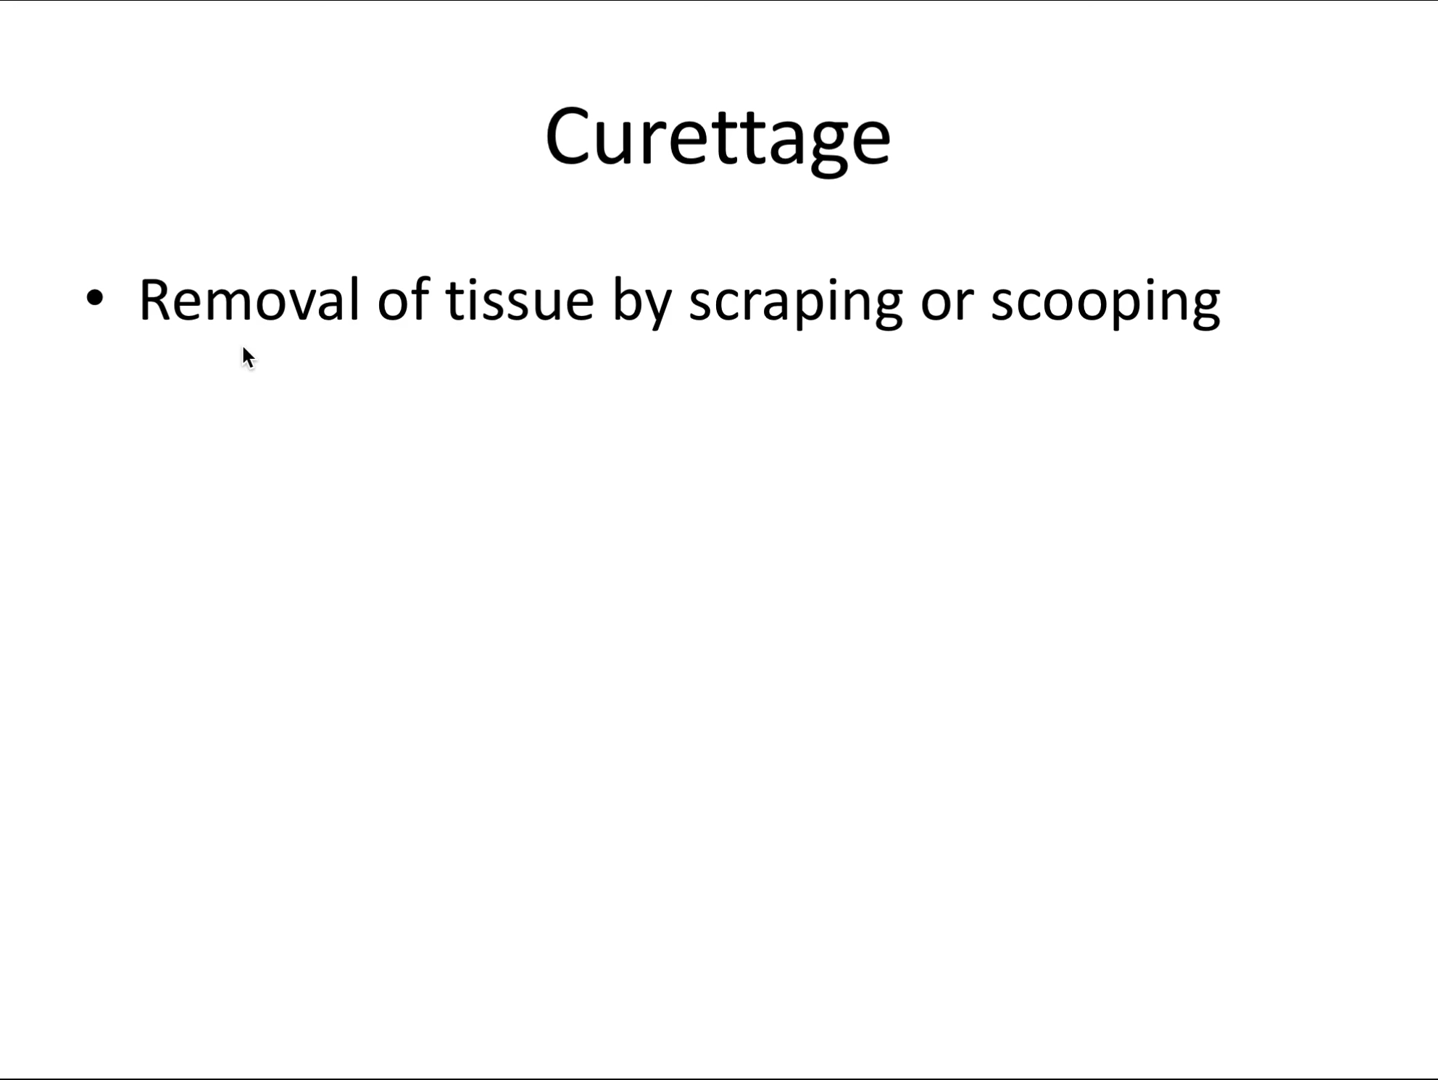 Curettage
• Removal of tissue by scraping or scooping